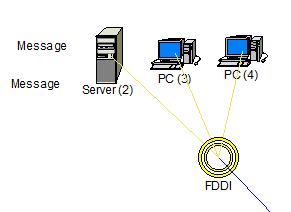 Message
PC (4)
PC (3)
Message
Server (2)
FDDI